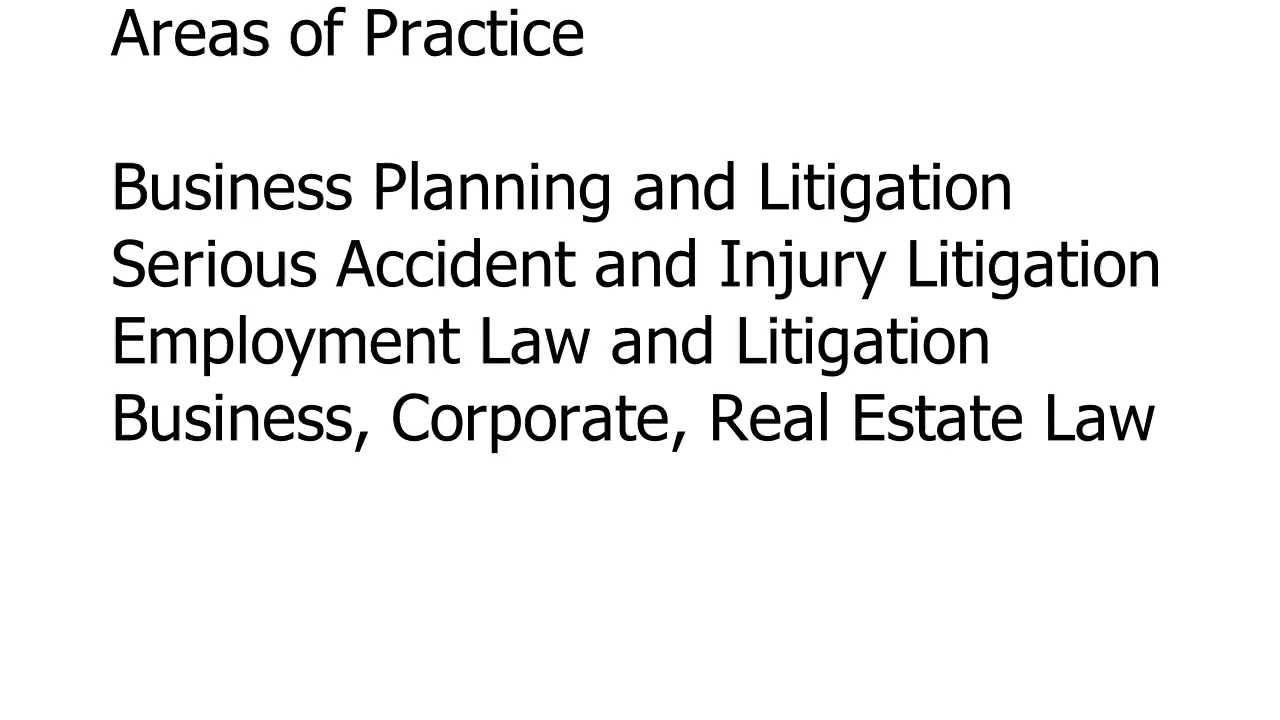 Areas of Practice
Business Planning and Litigation
Serious Accident and Injury Litigation
Employment Law and Litigation
Business, Corporate, Real Estate Law